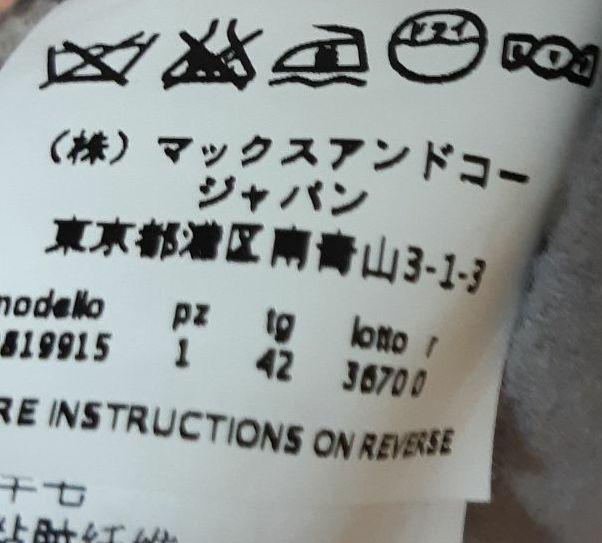 ドライ
(株) マックスアンドコー
ジャパン
東京都港区南青山3-1-3
modello pz tg lotto r
819915 1 42 36700
RE INSTRUCTIONS ON REVERSE